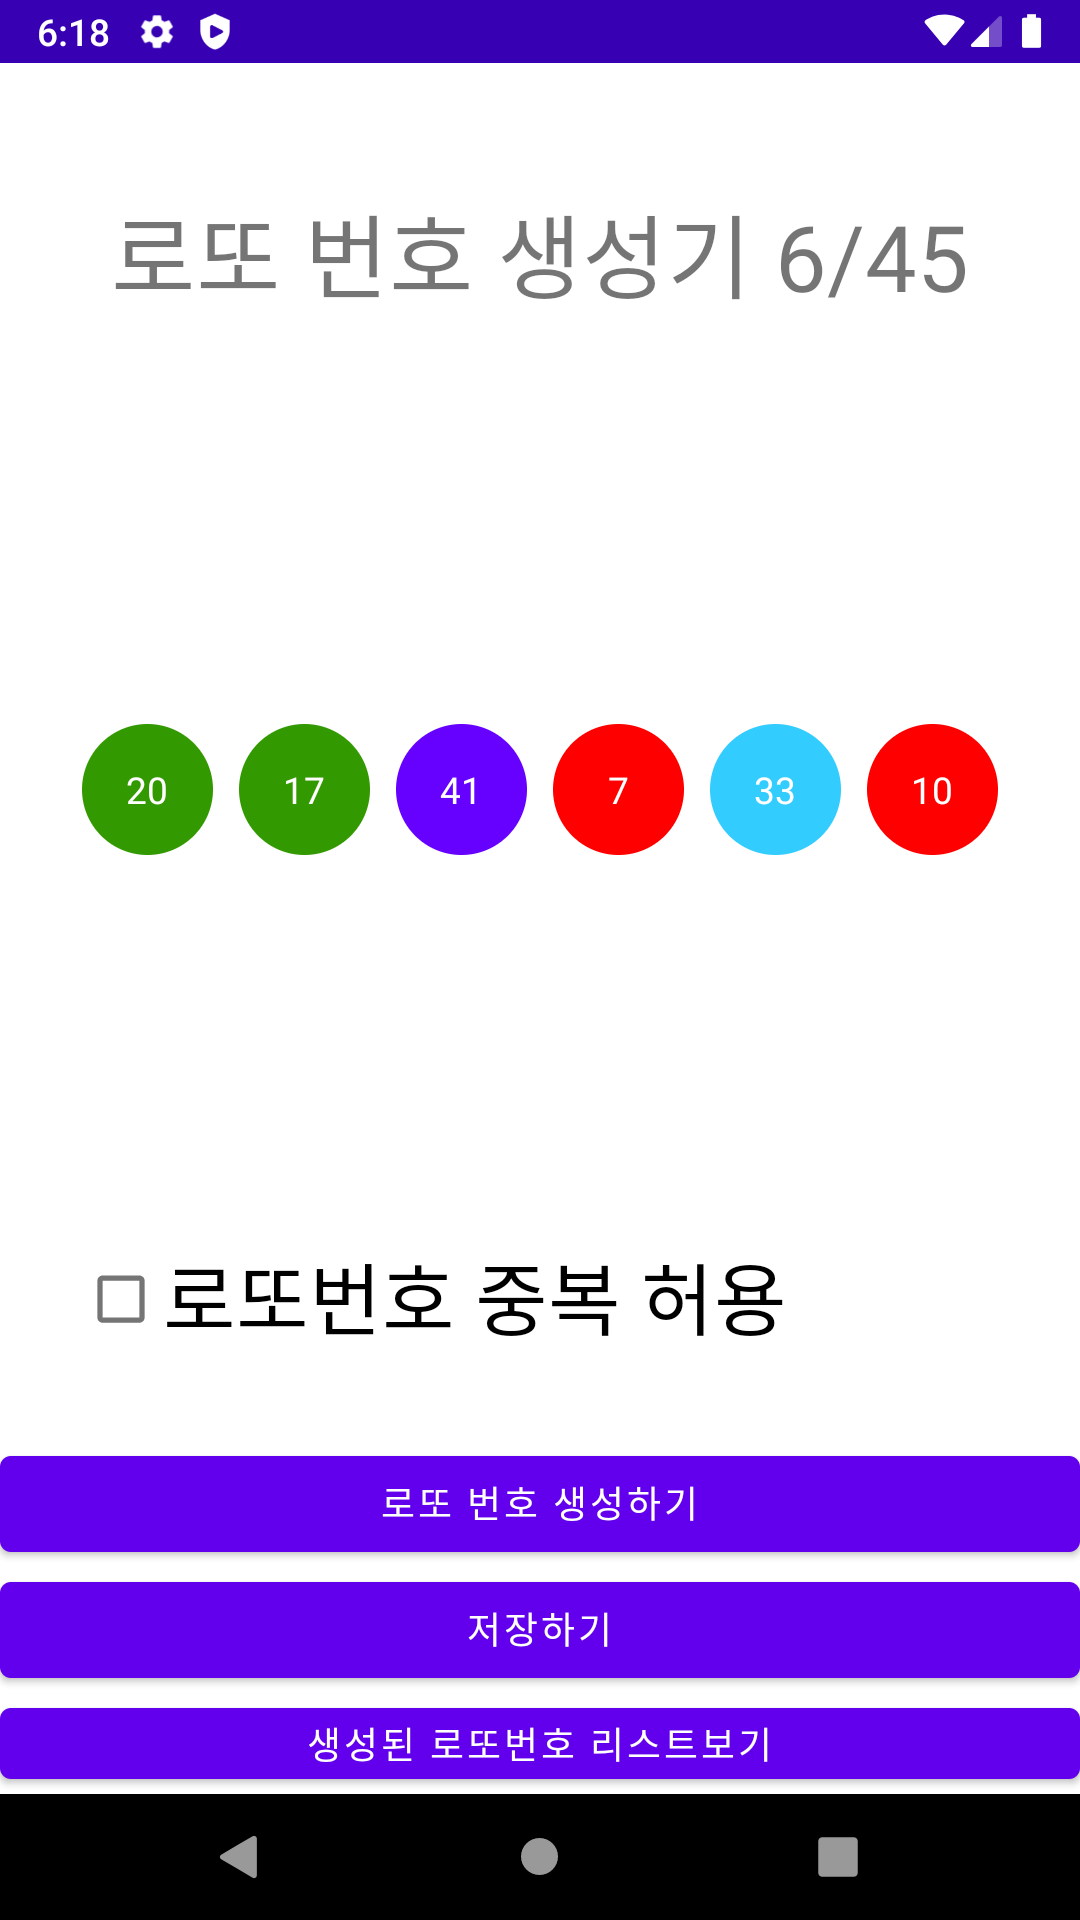 6:18
로또 번호 생성기 6/45
20 17 41 7 33 10
로또번호 중복 허용
로또 번호 생성하기
저장하기
생성된 로또번호 리스트보기